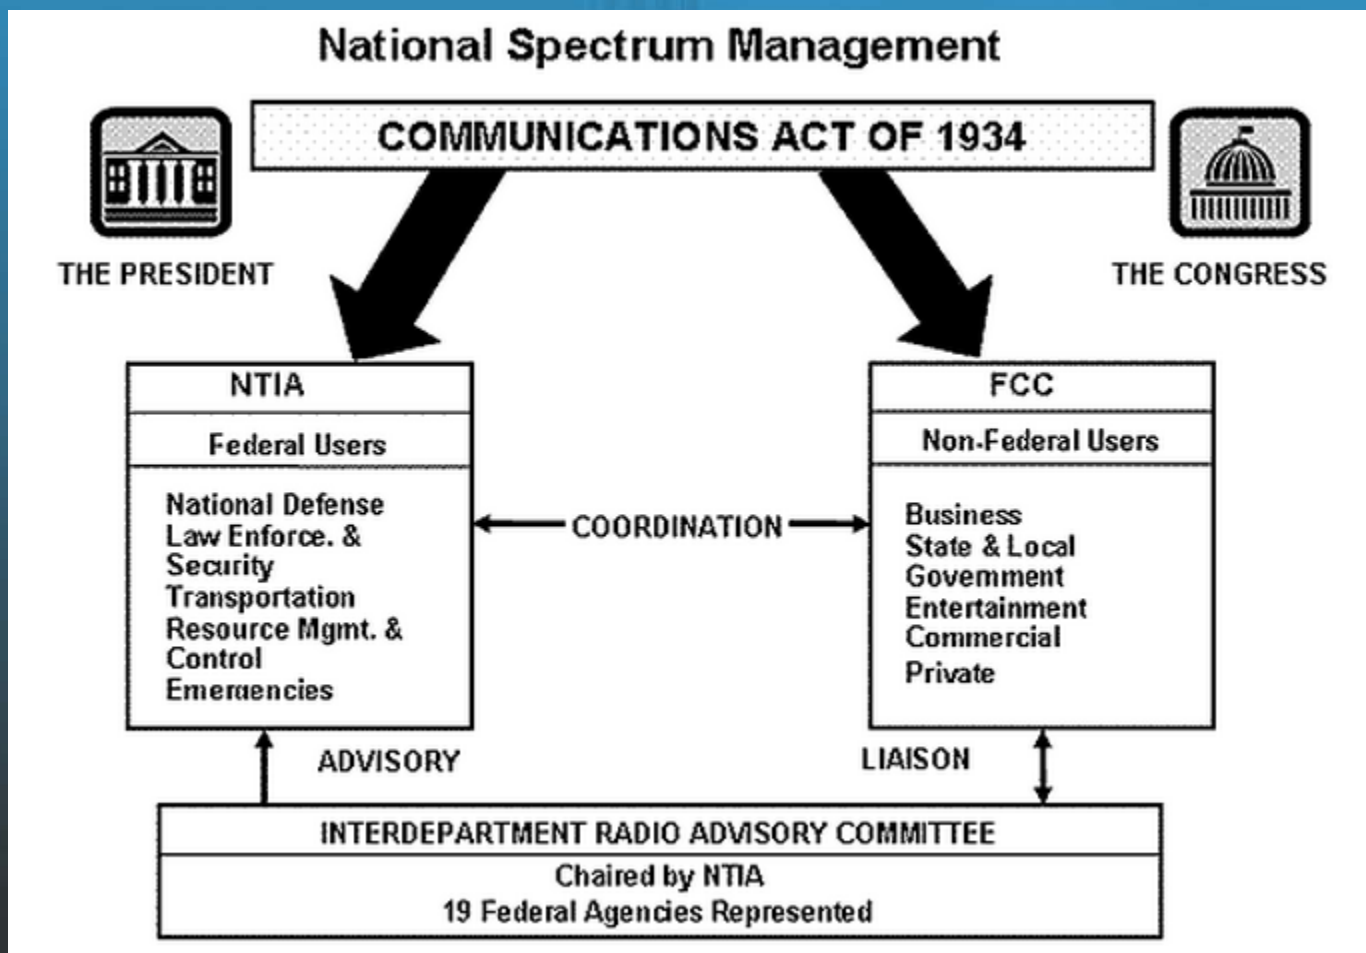 National Spectrum Management
COMMUNICATIONS ACT OF 1934
THE PRESIDENT
THE CONGRESS
NTIA
Federal Users
National Defense
Law Enforce. &
Security
Transportation
Resource Mgmt. &
Control
Emergencies
COORDINATION
FCC
Non-Federal Users
Business
State & Local
Government
Entertainment
Commercial
Private
ADVISORY
LIAISON
INTERDEPARTMENT RADIO ADVISORY COMMITTEE
Chaired by NTIA
19 Federal Agencies Represented